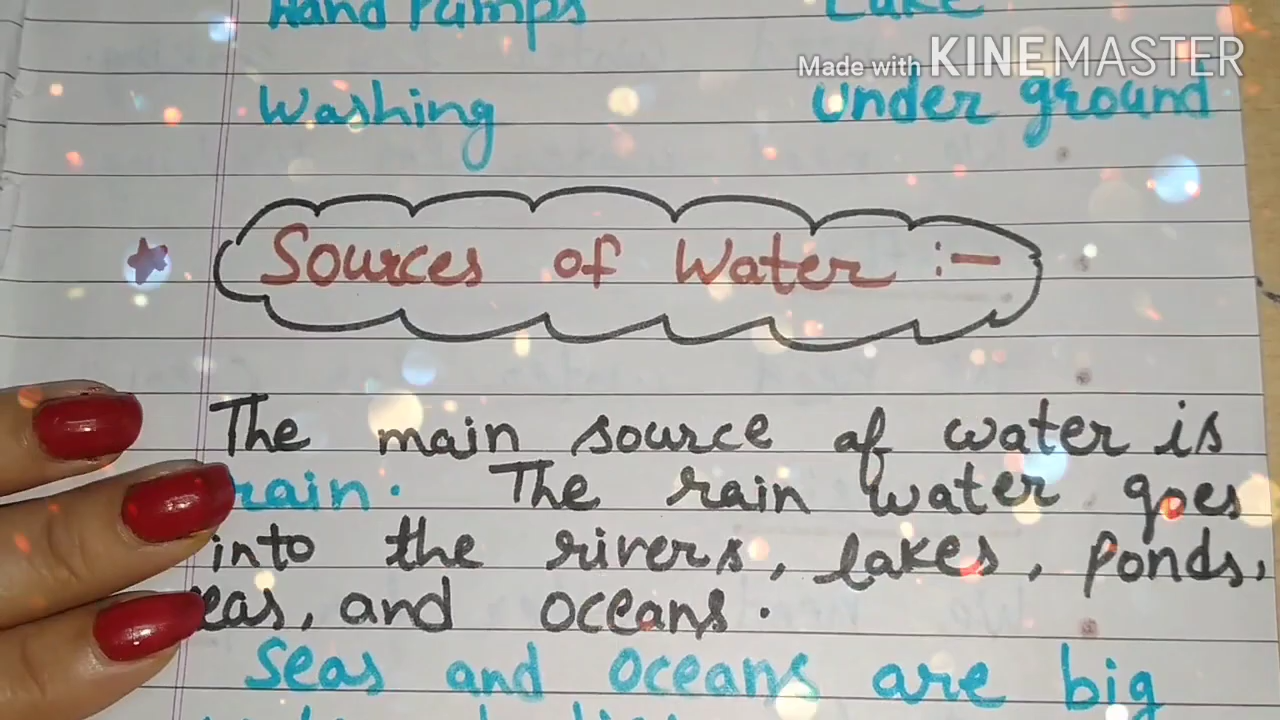 Hand Pumps Lake
Made with KINEMASTER
Washing Under ground
Sources of Water :-
The main source of water is
rain. The rain water goes
into the rivers, lakes, Ponds,
eas, and oceans.
Seas and oceans are big